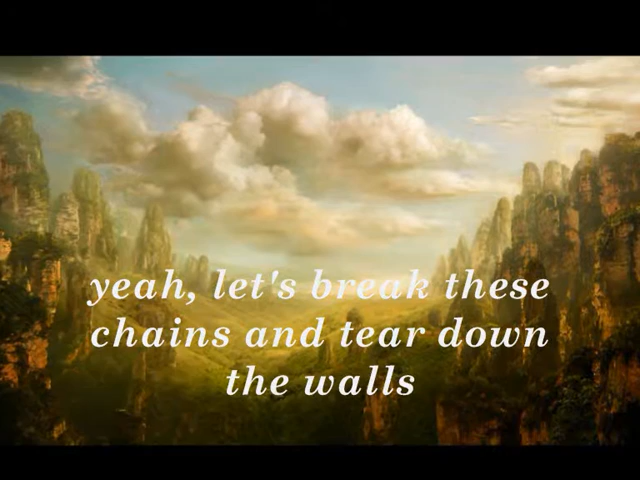 yeah, let's break these
chains and tear down
the walls